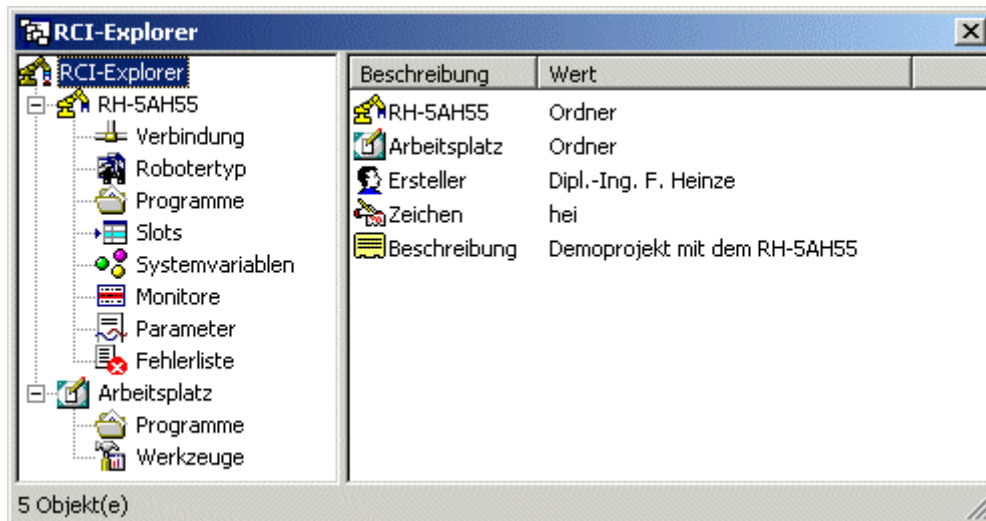 RCI-Explorer
RCI-Explorer
RH-5AH55
Verbindung
Robotertyp
Programme
Slots
Systemvariablen
Monitore
Parameter
Fehlerliste
Arbeitsplatz
Programme
Werkzeuge
Beschreibung Wert
RH-5AH55 Ordner
Arbeitsplatz Ordner
Ersteller Dipl.-Ing. F. Heinze
Zeichen hei
Beschreibung Demoprojekt mit dem RH-5AH55
5 Objekt(e)